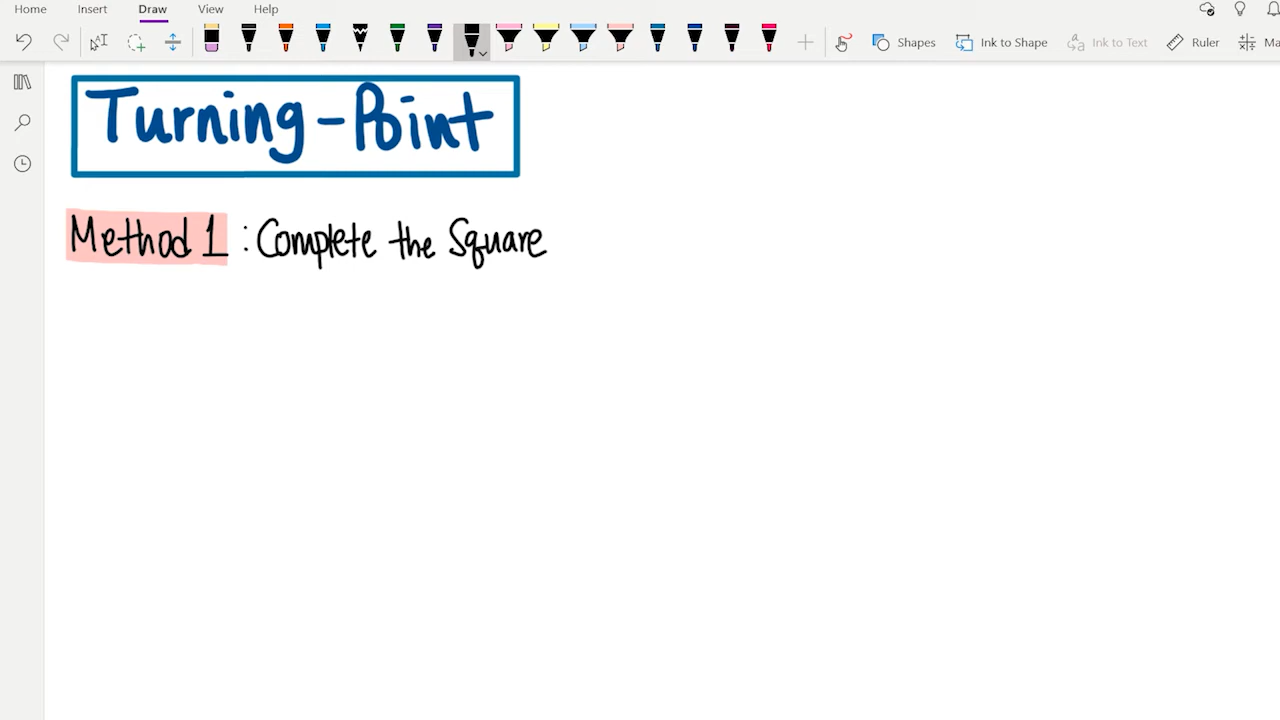 Home Insert Draw View Help
Shapes Ink to Shape Ink to Text Ruler Ma
Turning-Point
Method 1 : Complete the Square